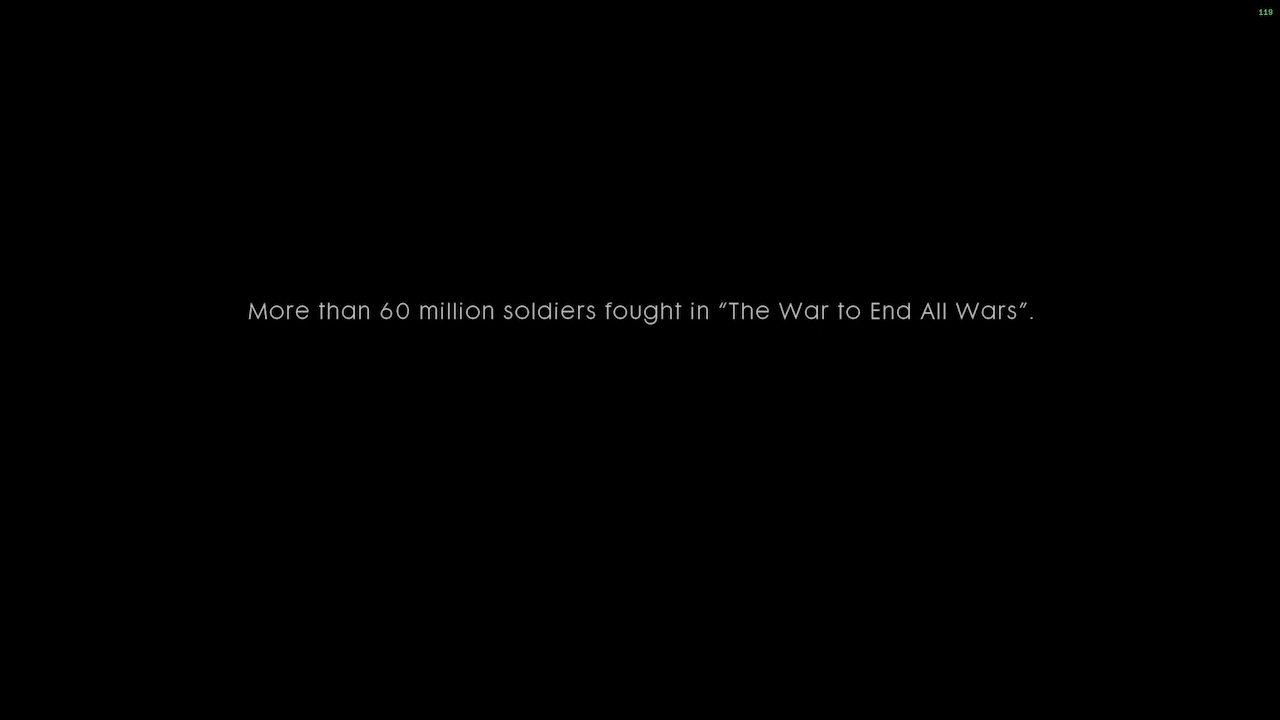 119
More than 60 million soldiers fought in “The War to End All Wars”.